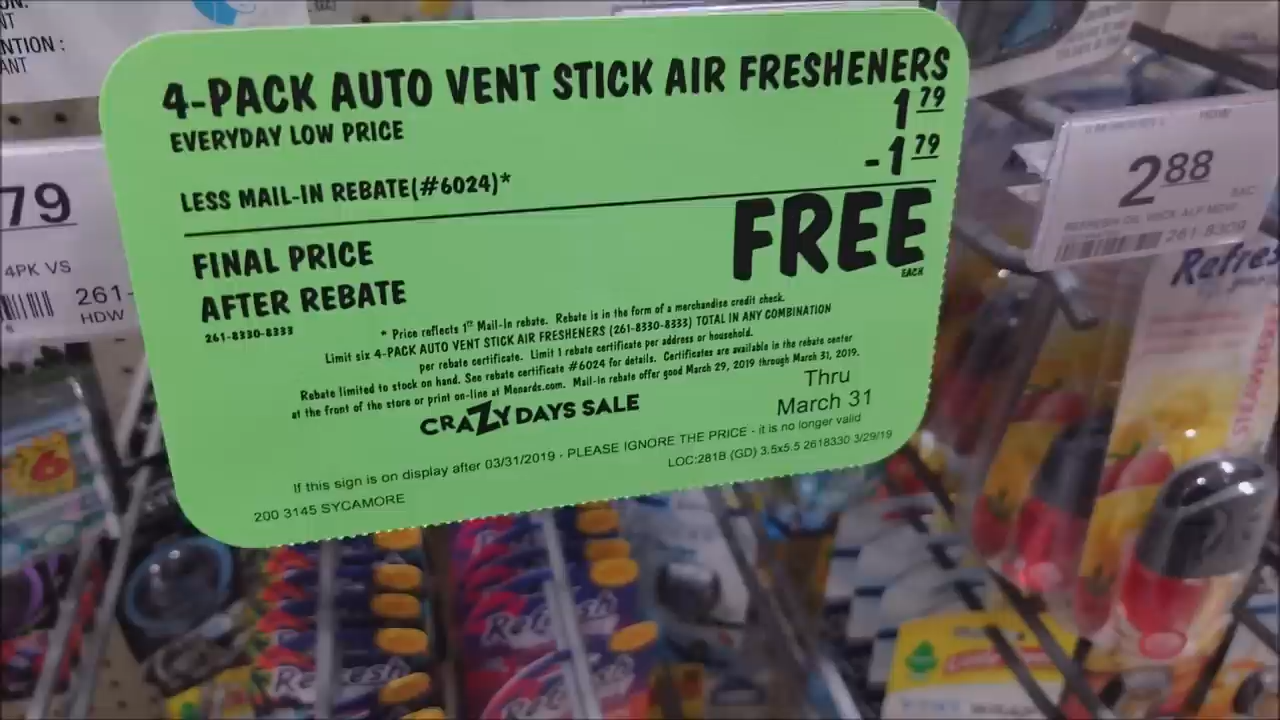 NTION :
ANT
4-PACK AUTO VENT STICK AIR FRESHENERS
EVERYDAY LOW PRICE 1 79
LESS MAIL-IN REBATE(#6024)* -1 79
FINAL PRICE
AFTER REBATE
FREE
EACH
261-8330-8333
* Price reflects 1st Mail-In rebate. Rebate is in the form of a merchandise credit check.
Limit six 4-PACK AUTO VENT STICK AIR FRESHENERS (261-8330-8333) TOTAL IN ANY COMBINATION
per rebate certificate. Limit 1 rebate certificate per address or household.
Rebate limited to stock on hand. See rebate certificate #6024 for details. Certificates are available in the rebate center
at the front of the store or print on-line at Menards.com. Mail-in rebate offer good March 29, 2019 through March 31, 2019.
CRAZY DAYS SALE
Thru
March 31
If this sign is on display after 03/31/2019 - PLEASE IGNORE THE PRICE - it is no longer valid
LOC:281B (GD) 3.5x5.5 2618330 3/29/19
200 3145 SYCAMORE
79
4PK VS
261-
HDW
2 88
261-8309
Refres
Refresh
Refresh